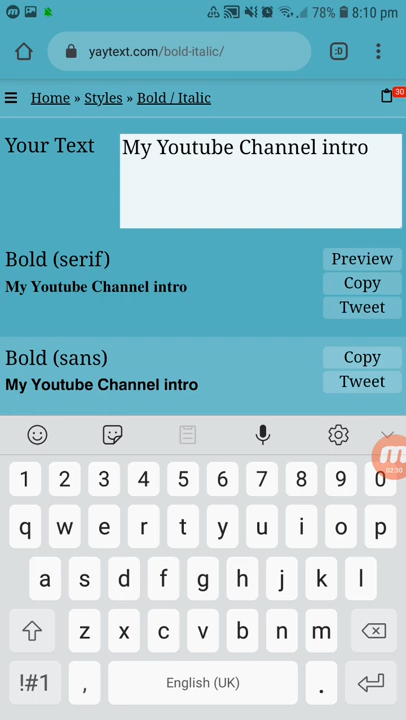 78% 8:10 pm
yaytext.com/bold-italic/
:D
Home » Styles » Bold / Italic
30
Your Text
My Youtube Channel intro
Bold (serif)
Preview
My Youtube Channel intro
Copy
Tweet
Bold (sans)
Copy
My Youtube Channel intro
Tweet
02:30
1 2 3 4 5 6 7 8 9 0
q w e r t y u i o p
a s d f g h j k l
z x c v b n m
!#1 , English (UK) .